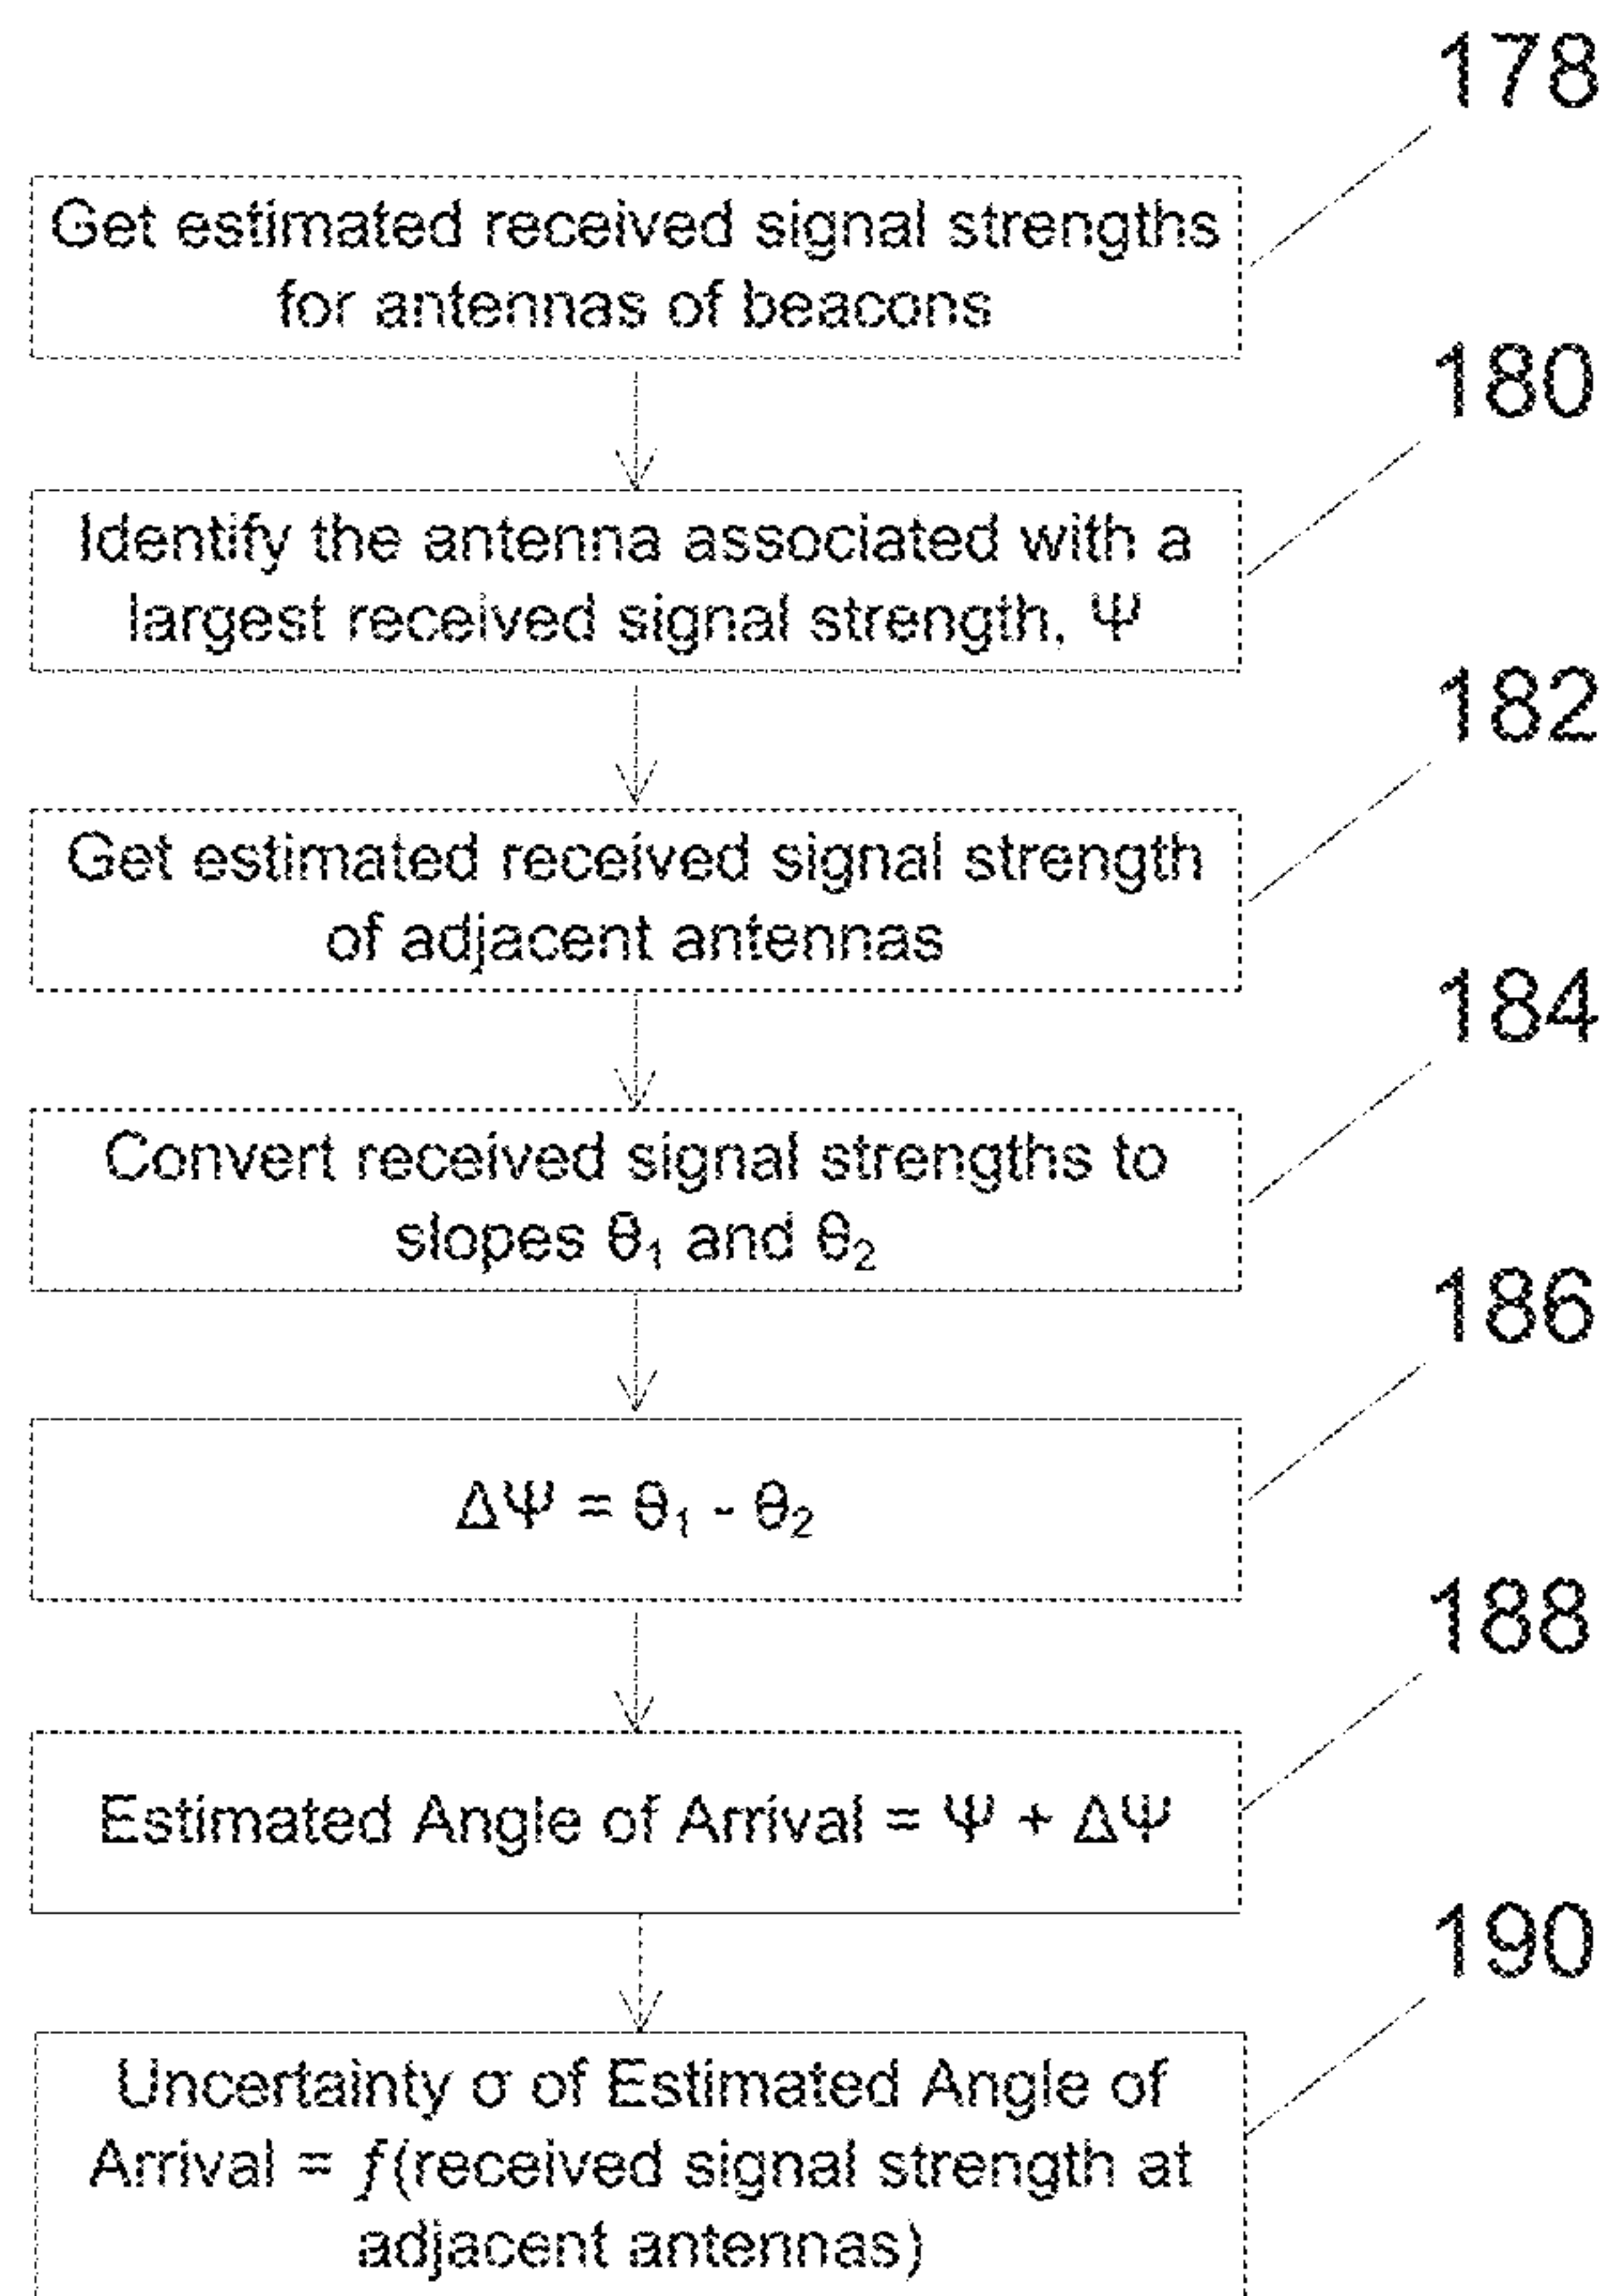 178
Get estimated received signal strengths
for antennas of beacons
180
Identify the antenna associated with a
largest received signal strength, Ψ
182
Get estimated received signal strength
of adjacent antennas
184
Convert received signal strengths to
slopes θ₁ and θ₂
186
ΔΨ = θ₁ - θ₂
188
Estimated Angle of Arrival = Ψ + ΔΨ
190
Uncertainty σ of Estimated Angle of
Arrival = f(received signal strength at
adjacent antennas)